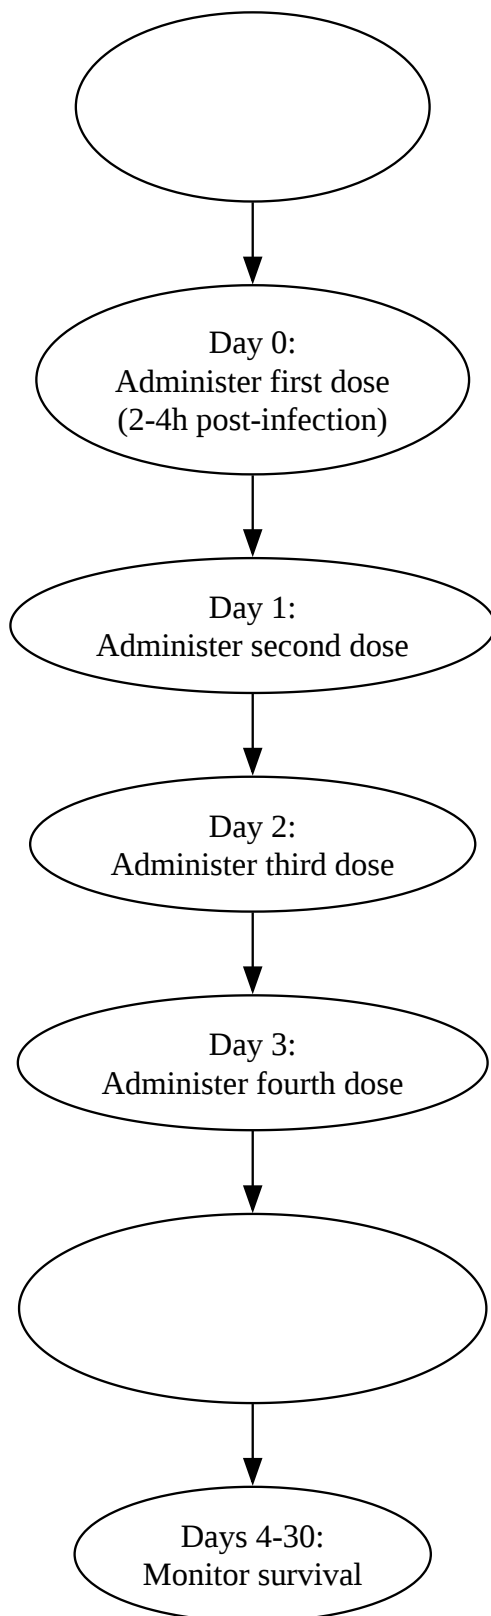 Day 0:
Administer first dose
(2-4h post-infection)
Day 1:
Administer second dose
Day 2:
Administer third dose
Day 3:
Administer fourth dose
Days 4-30:
Monitor survival